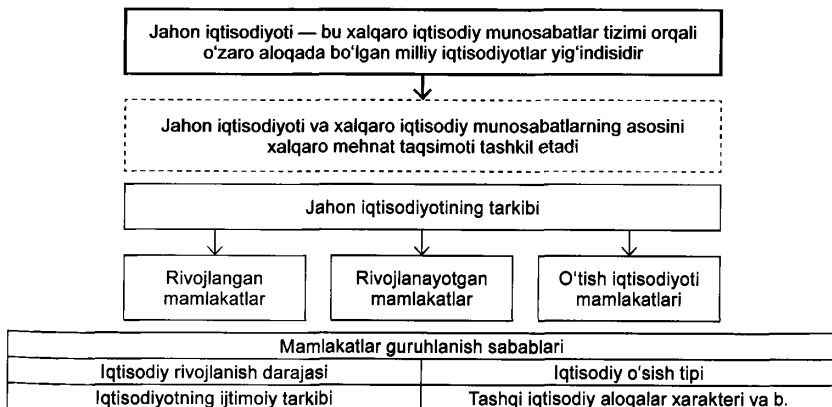 Jahon iqtisodiyoti — bu xalqaro iqtisodiy munosabatlar tizimi orqali
o‘zaro aloqada bo‘lgan milliy iqtisodiyotlar yig‘indisidir
Jahon iqtisodiyoti va xalqaro iqtisodiy munosabatlarning asosini
xalqaro mehnat taqsimoti tashkil etadi
Jahon iqtisodiyotining tarkibi
Rivojlangan
mamlakatlar
Rivojlanayotgan
mamlakatlar
O‘tish iqtisodiyoti
mamlakatlari
Mamlakatlar guruhlanish sabablari
Iqtisodiy rivojlanish darajasi
Iqtisodiy o‘sish tipi
Iqtisodiyotning ijtimoiy tarkibi
Tashqi iqtisodiy aloqalar xarakteri va b.